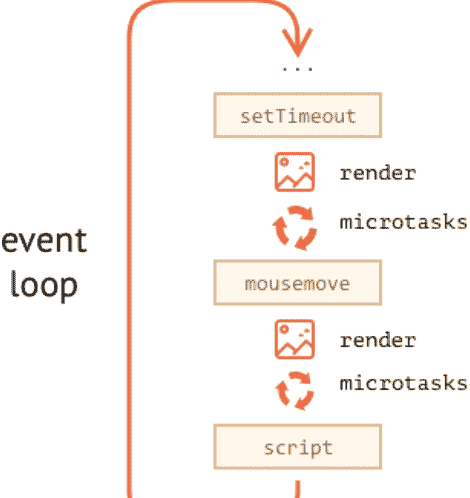 ...
setTimeout
render
microtasks
event
loop
mousemove
render
microtasks
script